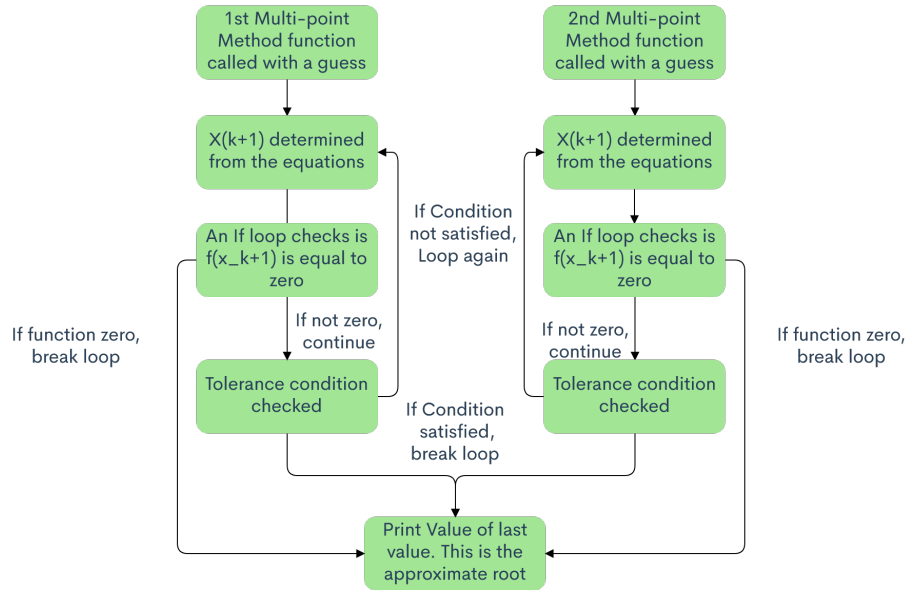 1st Multi-point
Method function
called with a guess
2nd Multi-point
Method function
called with a guess
X(k+1) determined
from the equations
X(k+1) determined
from the equations
If Condition
not satisfied,
Loop again
An If loop checks is
f(x_k+1) is equal to
zero
An If loop checks is
f(x_k+1) is equal to
zero
If function zero,
break loop
If not zero,
continue
If not zero,
continue
If function zero,
break loop
Tolerance condition
checked
Tolerance condition
checked
If Condition
satisfied,
break loop
Print Value of last
value. This is the
approximate root